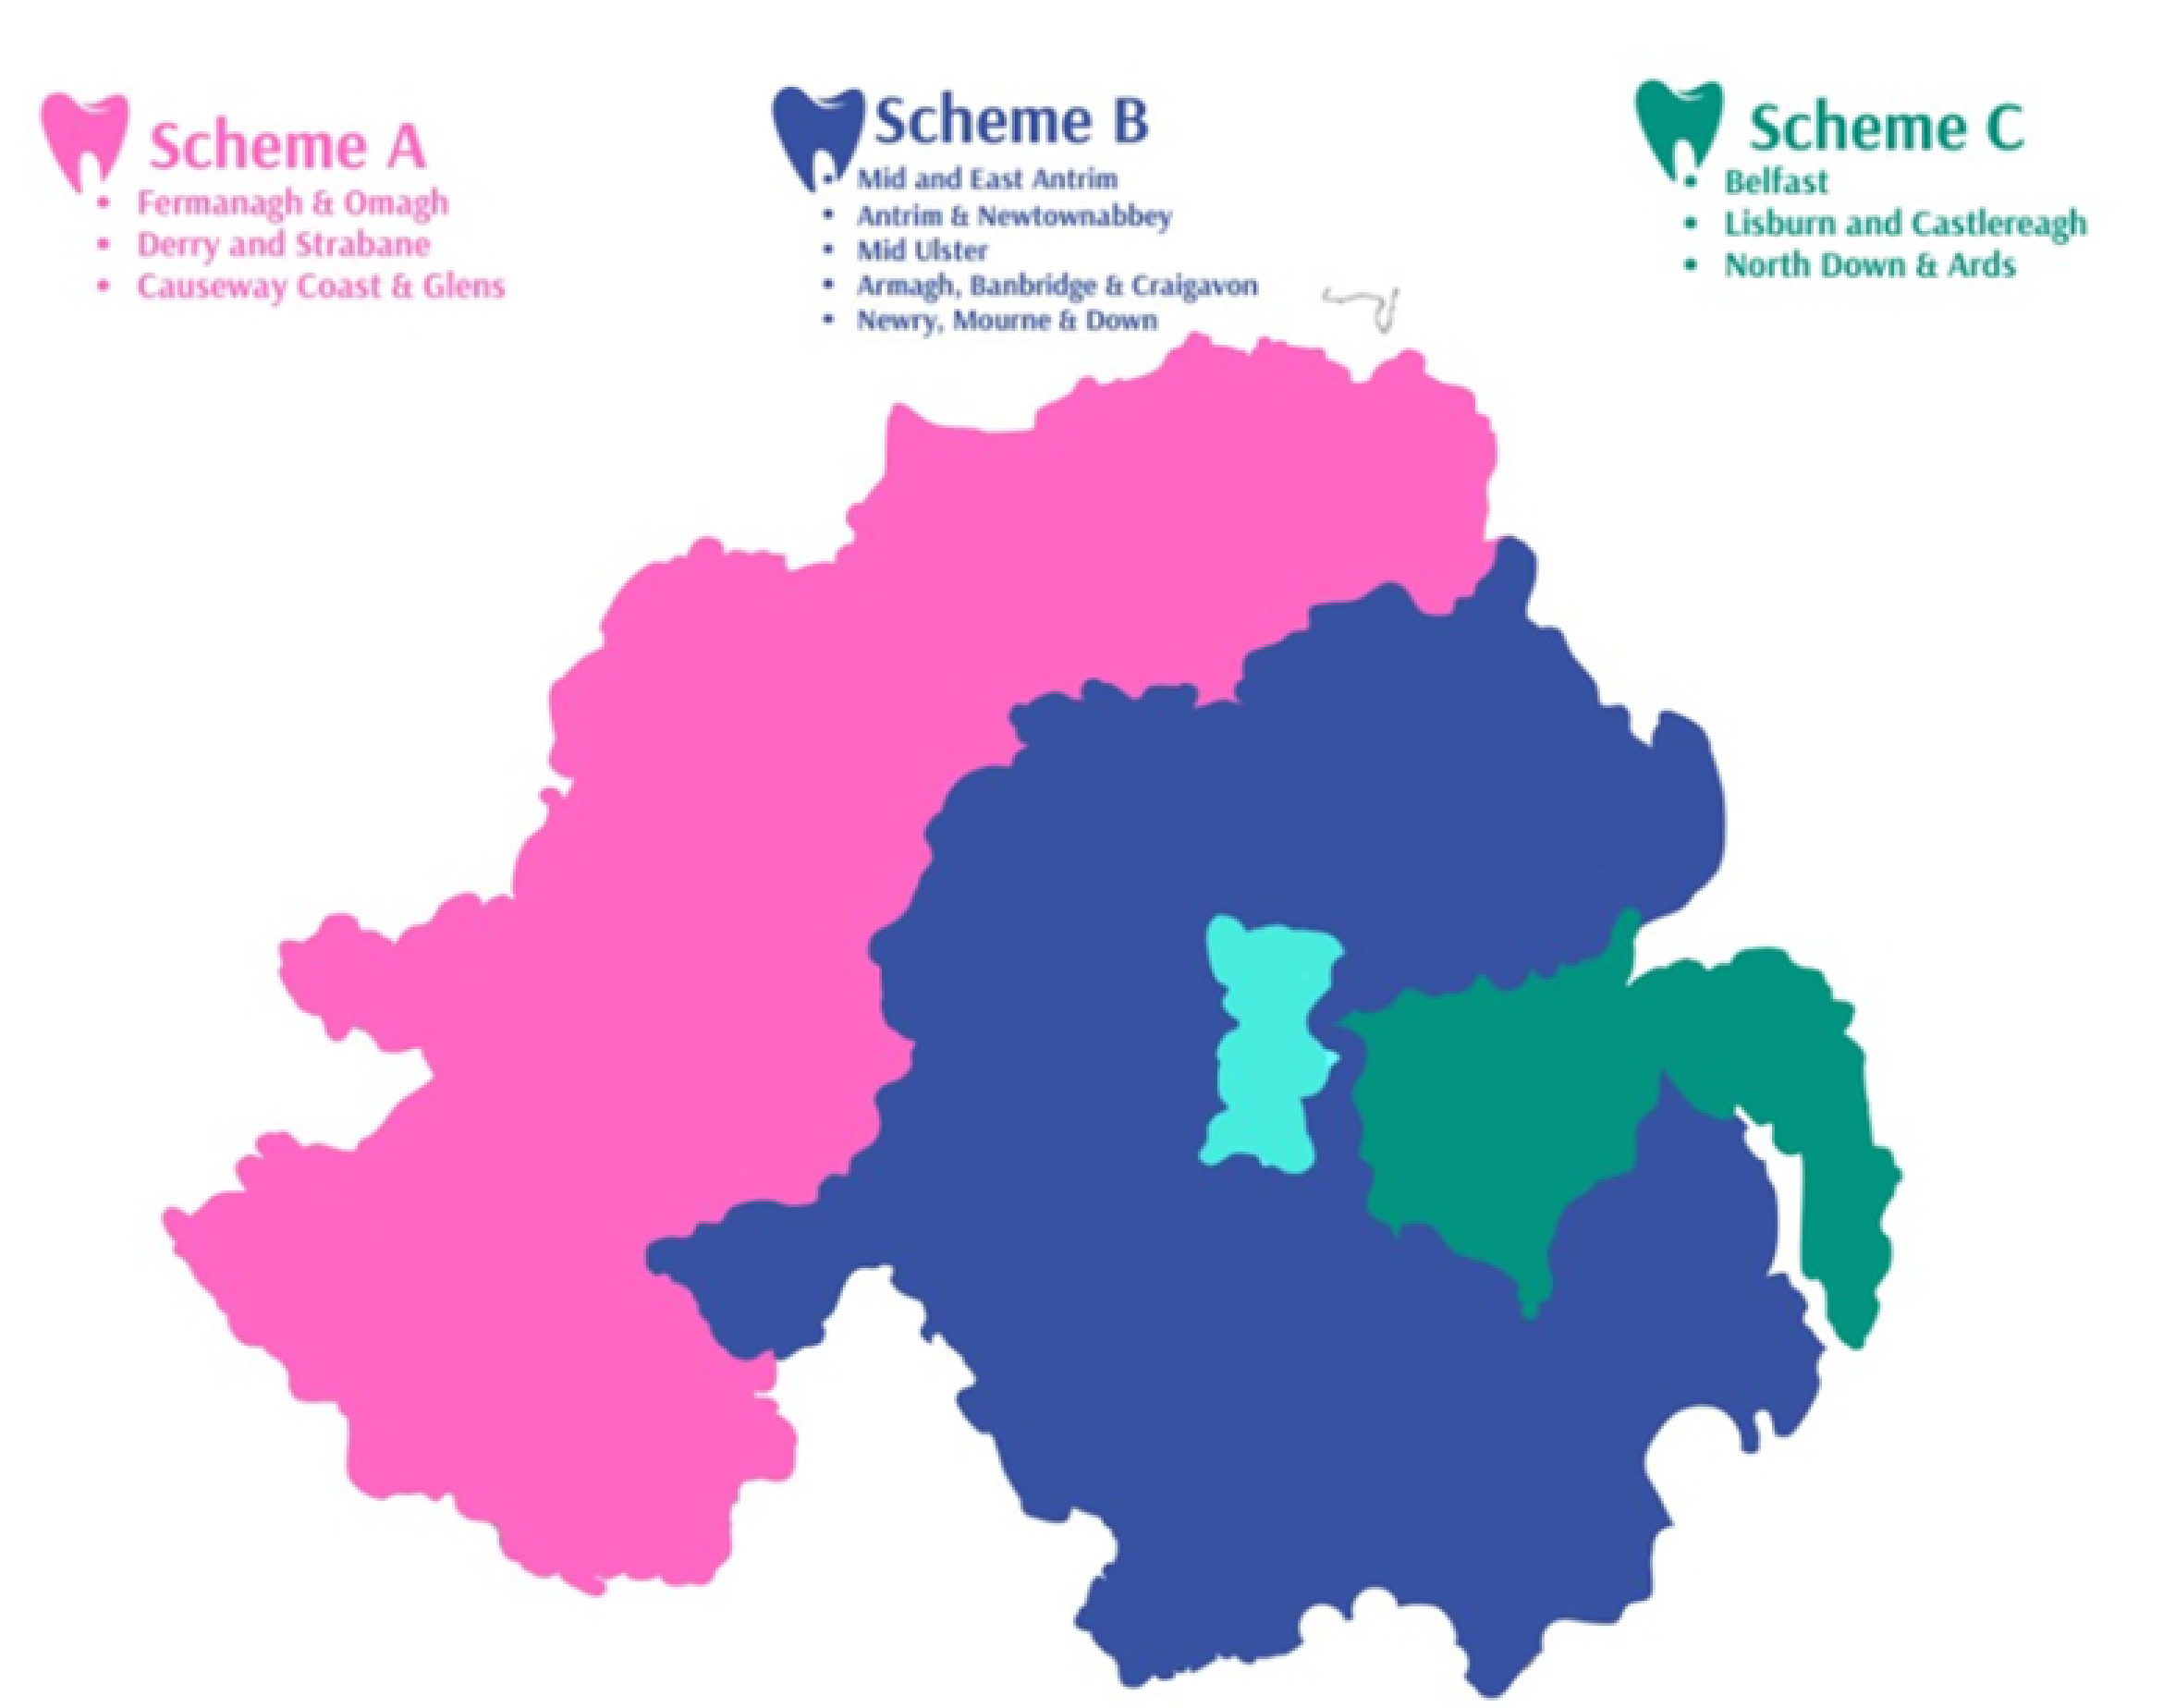 Scheme A
• Fermanagh & Omagh
• Derry and Strabane
• Causeway Coast & Glens
Scheme B
• Mid and East Antrim
• Antrim & Newtownabbey
• Mid Ulster
• Armagh, Banbridge & Craigavon
• Newry, Mourne & Down
Scheme C
• Belfast
• Lisburn and Castlereagh
• North Down & Ards